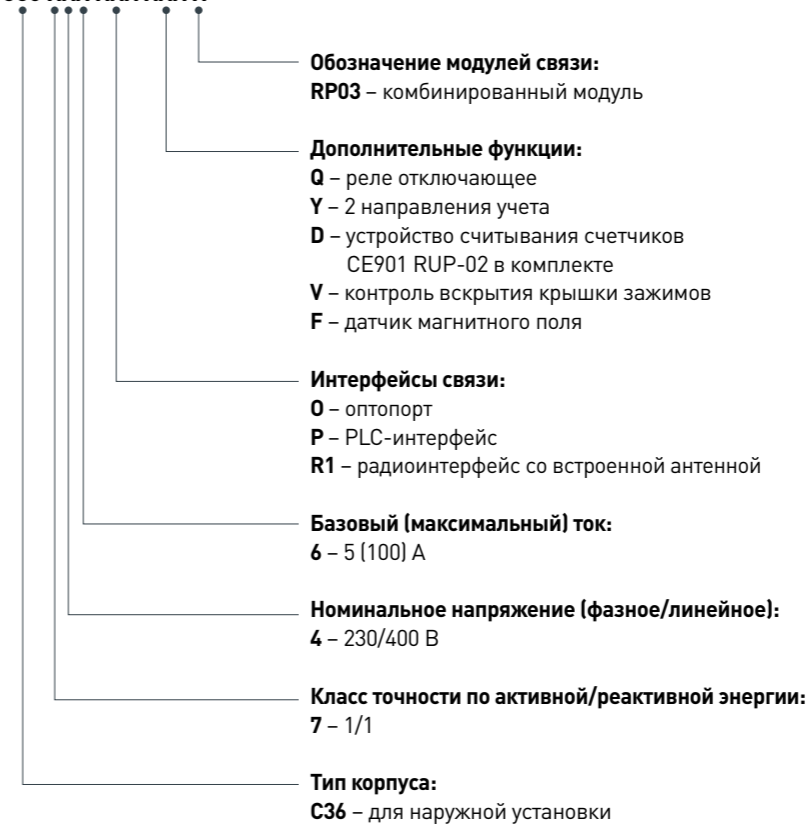 Обозначение модулей связи:
RP03 – комбинированный модуль
Дополнительные функции:
Q – реле отключающее
Y – 2 направления учета
D – устройство считывания счетчиков
CE901 RUP-02 в комплекте
V – контроль вскрытия крышки зажимов
F – датчик магнитного поля
Интерфейсы связи:
O – оптопорт
P – PLC-интерфейс
R1 – радиоинтерфейс со встроенной антенной
Базовый (максимальный) ток:
6 – 5 (100) А
Номинальное напряжение (фазное/линейное):
4 – 230/400 В
Класс точности по активной/реактивной энергии:
7 – 1/1
Тип корпуса:
C36 – для наружной установки